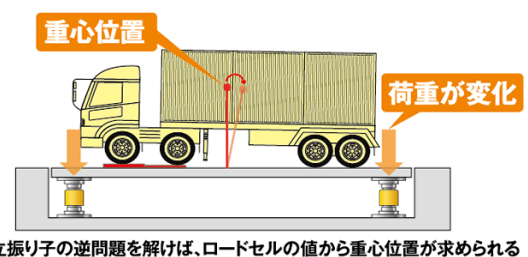 重心位置
荷重が変化
振り子の逆問題を解けば、ロードセルの値から重心位置が求められる